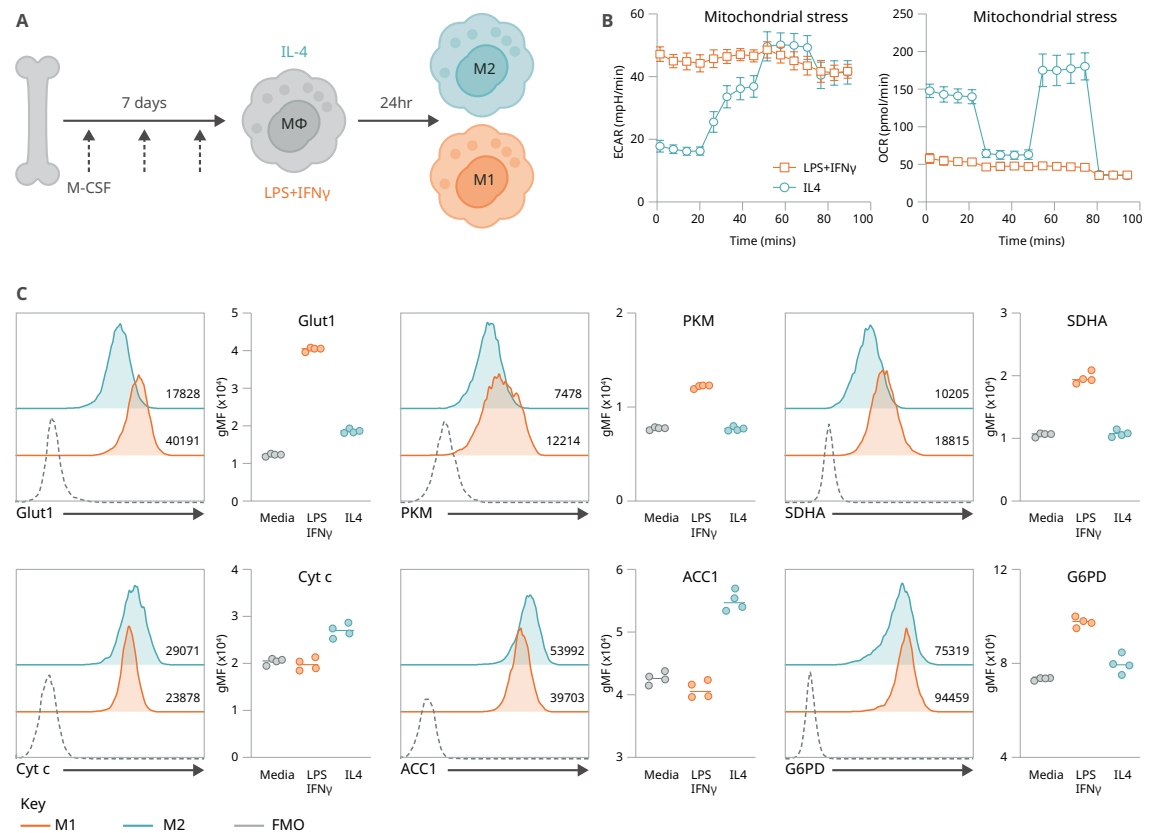 A
IL-4
7 days
M-CSF
MΦ
LPS+IFNγ
24hr
M2
M1
B
Mitochondrial stress
60
40
20
0
ECAR (mpH/min)
LPS+IFNγ
IL4
0 20 40 60 80 100
Time (mins)
Mitochondrial stress
250
200
150
100
50
0
OCR (pmol/min)
0 20 40 60 80 100
Time (mins)
C
17828
40191
Glut1
Glut1
5
4
3
2
1
0
gMF (x10⁴)
Media LPS IL4
IFNγ
7478
12214
PKM
PKM
2
1
0
gMF (x10⁴)
Media LPS IL4
IFNγ
10205
18815
SDHA
SDHA
3
2
1
0
gMF (x10⁴)
Media LPS IL4
IFNγ
29071
23878
Cyt c
Cyt c
4
3
2
1
0
gMF (x10⁴)
Media LPS IL4
IFNγ
53992
39703
ACC1
ACC1
6
5
4
3
gMF (x10⁴)
Media LPS IL4
IFNγ
75319
94459
G6PD
G6PD
12
8
4
gMF (x10⁴)
Media LPS IL4
IFNγ
Key
M1 M2 FMO